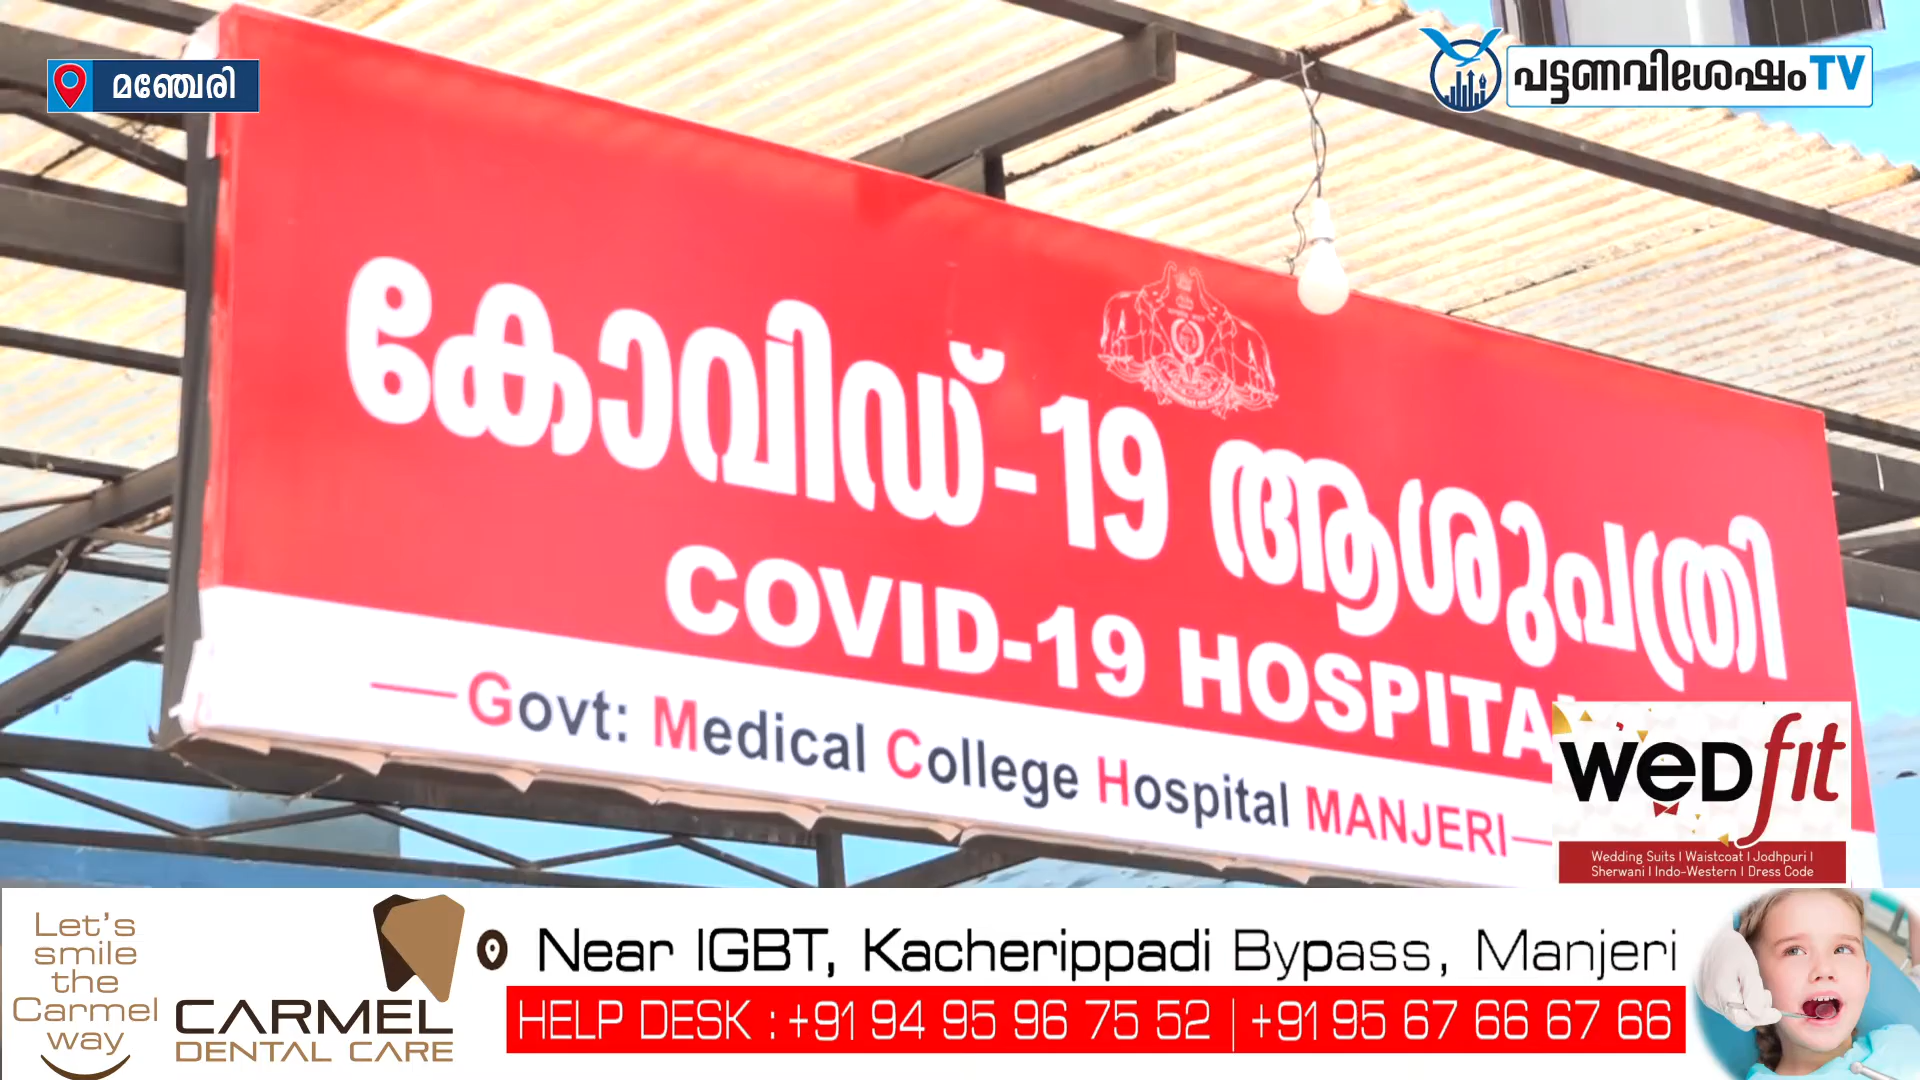 മഞ്ചേരി
പട്ടണവിശേഷം TV
കോവിഡ്-19 ആശുപത്രി
COVID-19 HOSPITA
Govt: Medical College Hospital MANJERI
WEDfit
Wedding Suits I Waistcoat I Jodhpuri I
Sherwani I Indo-Western I Dress Code
Let's
smile
the
Carmel
way
CARMEL
DENTAL CARE
Near IGBT, Kacherippadi Bypass, Manjeri
HELP DESK : +91 94 95 96 75 52 | +91 95 67 66 67 66